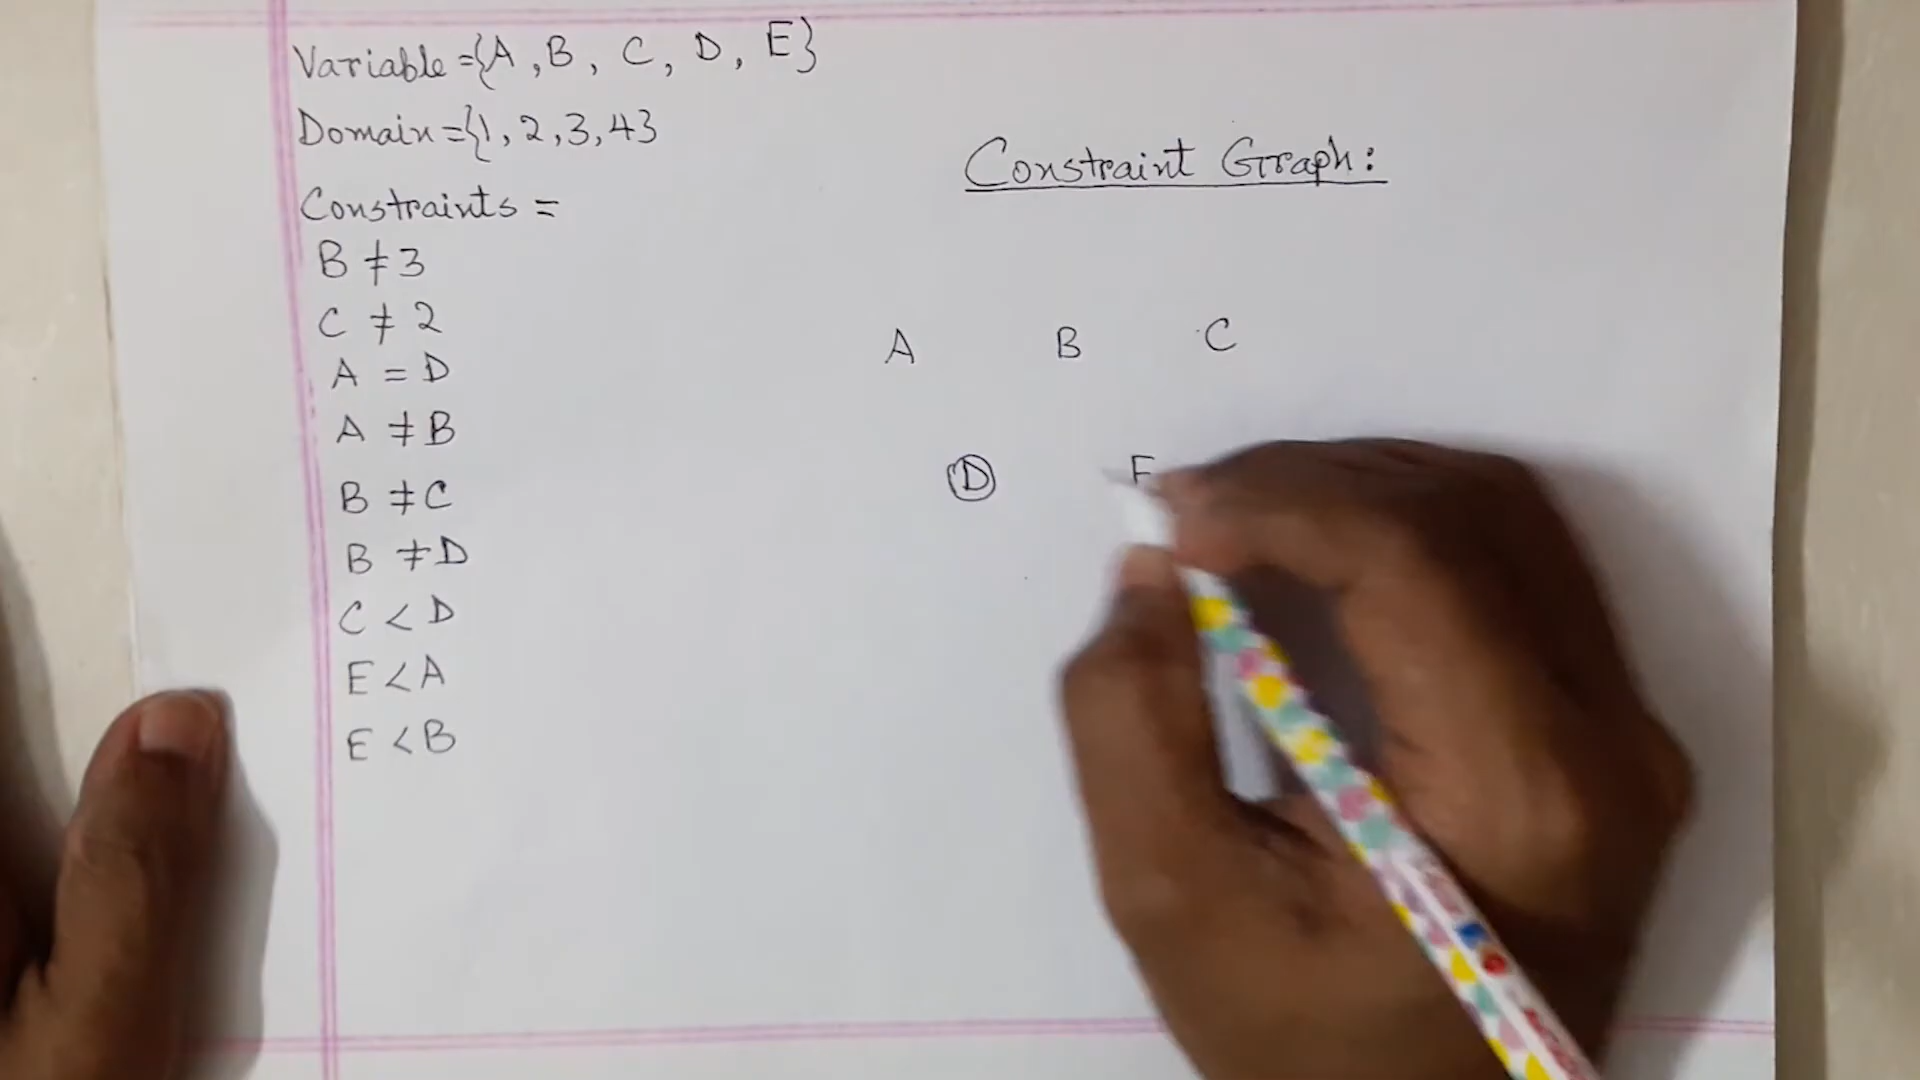 Variable={A, B, C, D, E}
Domain={1, 2, 3, 4}
Constraints =
B ≠ 3
C ≠ 2
A = D
A ≠ B
B ≠ C
B ≠ D
C < D
E < A
E < B
Constraint Graph:
A B C
D E